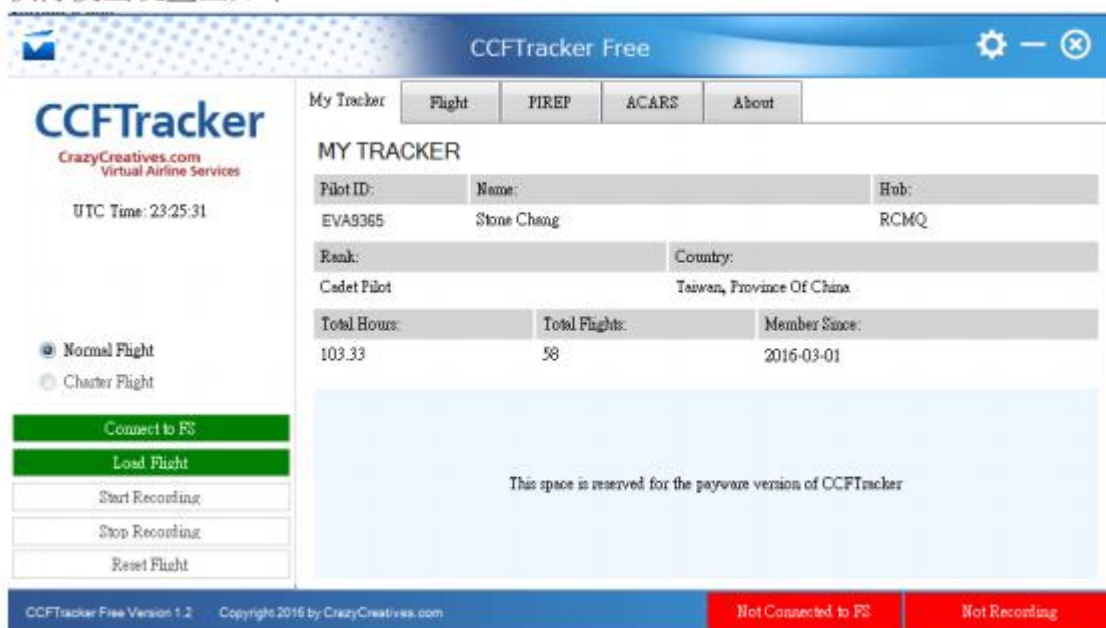 CCFTracker Free
CCFTracker
CrazyCreatives.com
Virtual Airline Services
UTC Time: 23:25:31
Normal Flight
Charter Flight
Connect to FS
Load Flight
Start Recording
Stop Recording
Reset Flight
My Tracker Flight PIREP ACARS About
MY TRACKER
Pilot ID: Name: Hub:
EVA9365 Stone Chang RCMQ
Rank: Country:
Cadet Pilot Taiwan, Province Of China
Total Hours: Total Flights: Member Since:
103.33 58 2016-03-01
This space is reserved for the payware version of CCFTracker
CCFTracker Free Version 1.2 Copyright 2016 by CrazyCreatives.com Not Connected to FS Not Recording